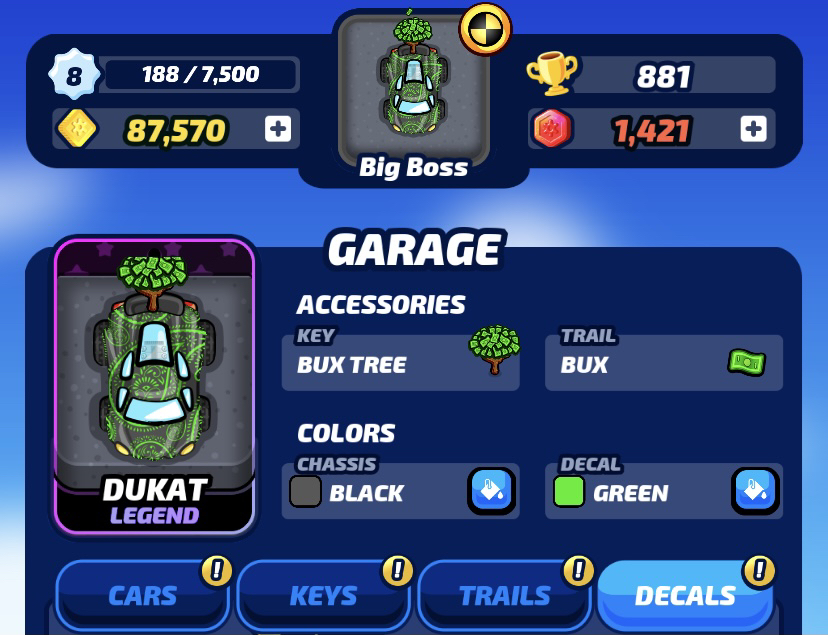 8
188 / 7,500
881
87,570
1,421
Big Boss
GARAGE
ACCESSORIES
KEY
BUX TREE
TRAIL
BUX
COLORS
CHASSIS
BLACK
DECAL
GREEN
DUKAT
LEGEND
CARS
!
KEYS
!
TRAILS
!
DECALS
!